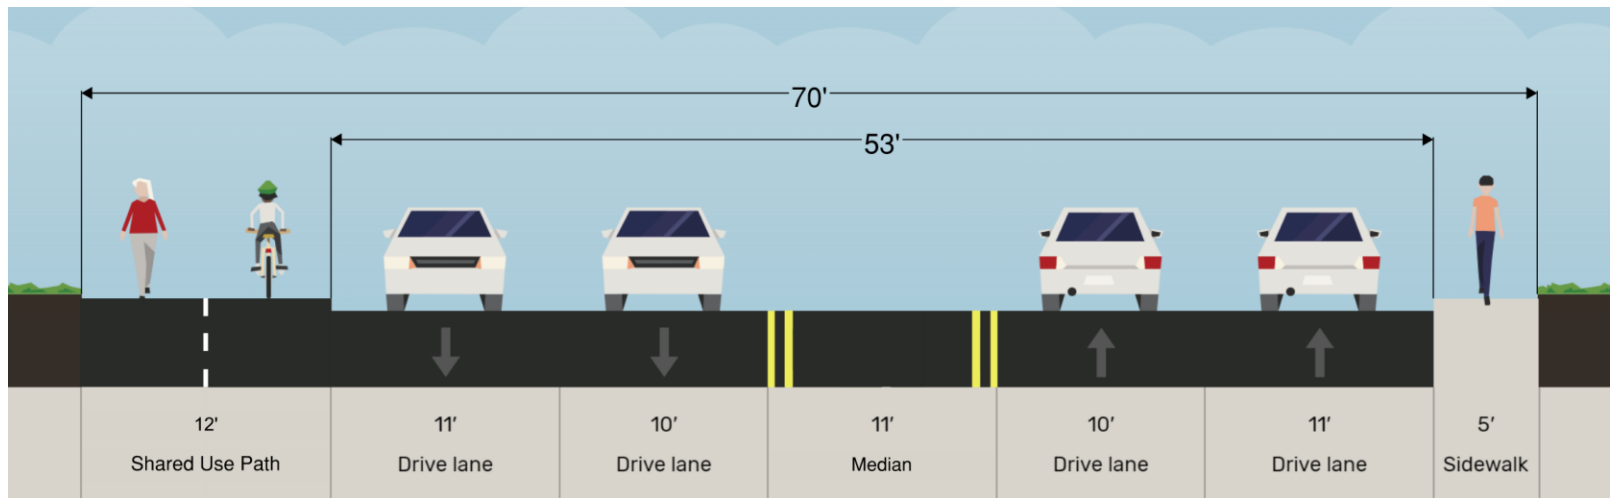 70'
53'
12' 11' 10' 11' 10' 11' 5'
Shared Use Path Drive lane Drive lane Median Drive lane Drive lane Sidewalk